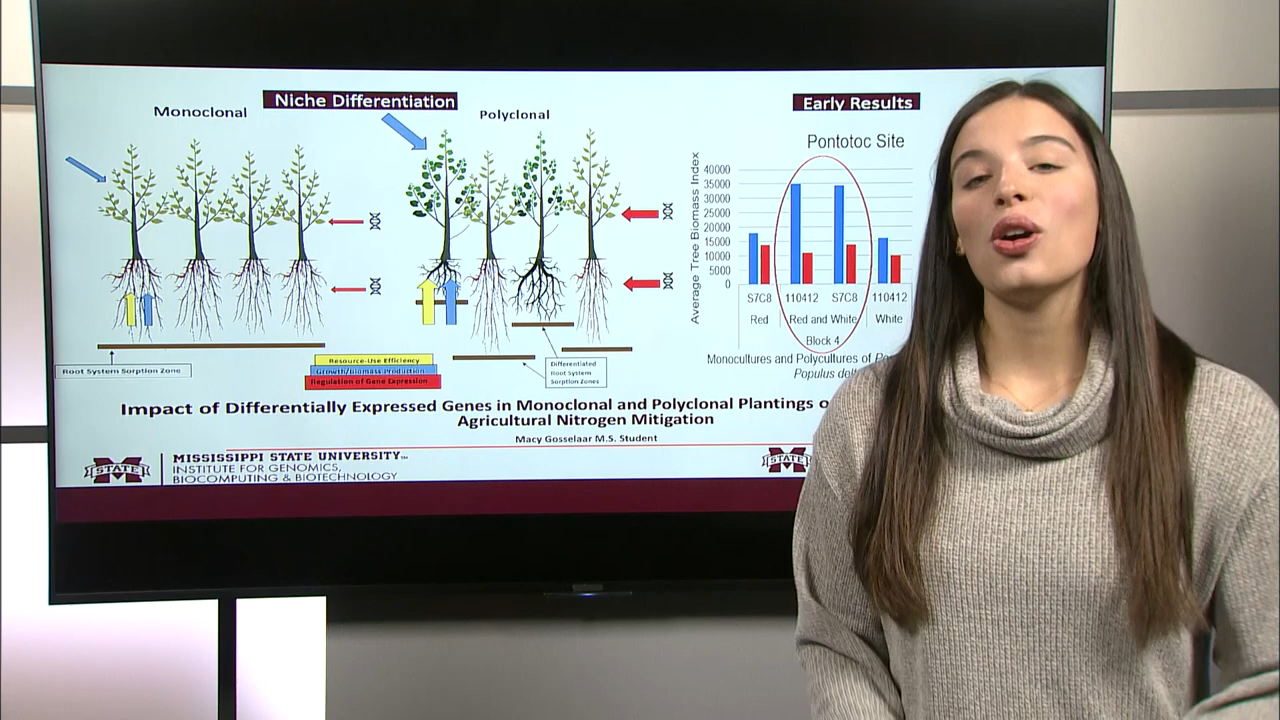 Niche Differentiation
Monoclonal
Polyclonal
Root System Sorption Zone
Resource-Use Efficiency
Growth/Biomass Production
Regulation of Gene Expression
Differentiated
Root System
Sorption Zones
Early Results
Pontotoc Site
Average Tree Biomass Index
40000
35000
30000
25000
20000
15000
10000
5000
0
S7C8 110412 S7C8 110412
Red Red and White White
Block 4
Monocultures and Polycultures of
Populus
Impact of Differentially Expressed Genes in Monoclonal and Polyclonal Plantings
Agricultural Nitrogen Mitigation
Macy Gosselaar M.S. Student
STATE
MISSISSIPPI STATE UNIVERSITY™
INSTITUTE FOR GENOMICS,
BIOCOMPUTING & BIOTECHNOLOGY
STATE